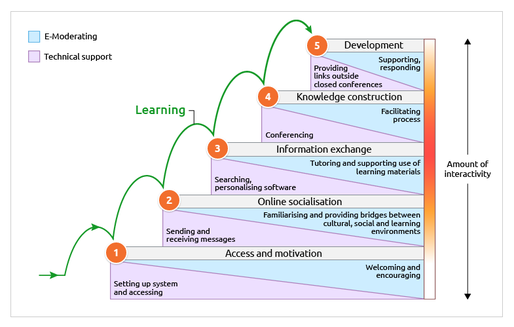 E-Moderating
Technical support
Learning
5
Development
Supporting,
responding
Providing
links outside
closed conferences
4
Knowledge construction
Facilitating
process
Conferencing
3
Information exchange
Tutoring and supporting use of
learning materials
Searching,
personalising software
2
Online socialisation
Familiarising and providing bridges between
cultural, social and learning
environments
Sending and
receiving messages
1
Access and motivation
Welcoming and
encouraging
Setting up system
and accessing
Amount of
interactivity